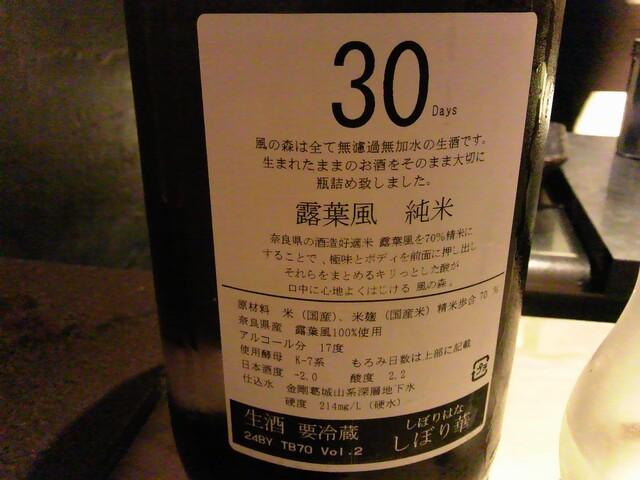 30 Days
風の森は全て無濾過無加水の生酒です。
生まれたままのお酒をそのまま大切に
瓶詰め致しました。
露葉風 純米
奈良県の酒造好適米 露葉風を70%精米に
することで、極味とボディを前面に押し出し
それらをまとめるキリっとした酸が
口中に心地よくはじける 風の森。
原材料 米(国産)、米麹(国産米) 精米歩合 70 %
奈良県産 露葉風100%使用
アルコール分 17度
使用酵母 K-7系 もろみ日数は上部に記載
日本酒度 -2.0 酸度 2.2
仕込水 金剛葛城山系深層地下水
硬度 214mg/L(硬水)
生酒 要冷蔵
しぼりはな
しぼり華
24BY TB70 Vol.2